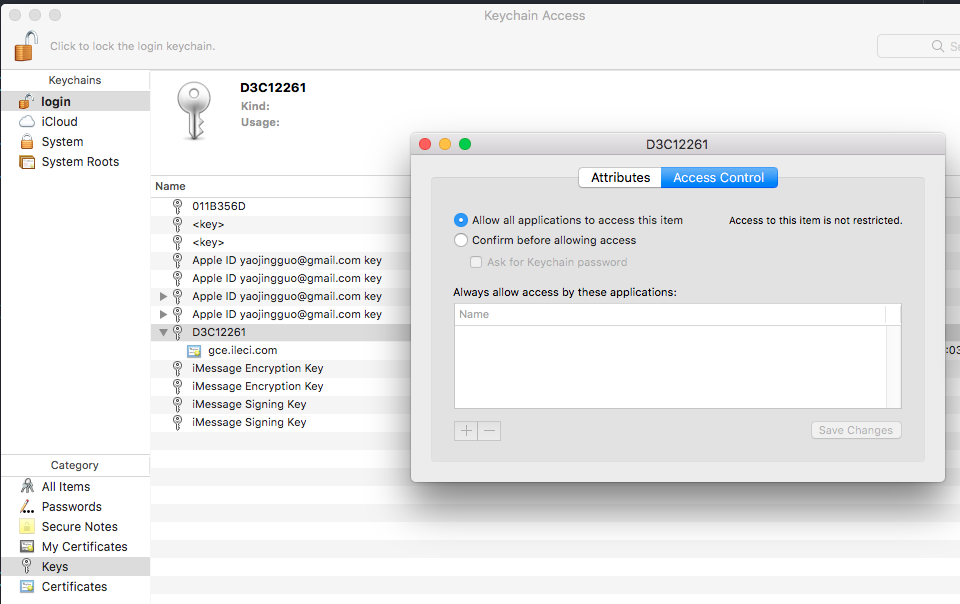 Keychain Access
Click to lock the login keychain.
Keychains
login
iCloud
System
System Roots
D3C12261
Kind:
Usage:
Name
011B356D
<key>
<key>
Apple ID yaojingguo@gmail.com key
Apple ID yaojingguo@gmail.com key
Apple ID yaojingguo@gmail.com key
Apple ID yaojingguo@gmail.com key
D3C12261
gce.ileci.com
iMessage Encryption Key
iMessage Encryption Key
iMessage Signing Key
iMessage Signing Key
Category
All Items
Passwords
Secure Notes
My Certificates
Keys
Certificates
D3C12261
Attributes
Access Control
Allow all applications to access this item
Access to this item is not restricted.
Confirm before allowing access
Ask for Keychain password
Always allow access by these applications:
Name
Save Changes